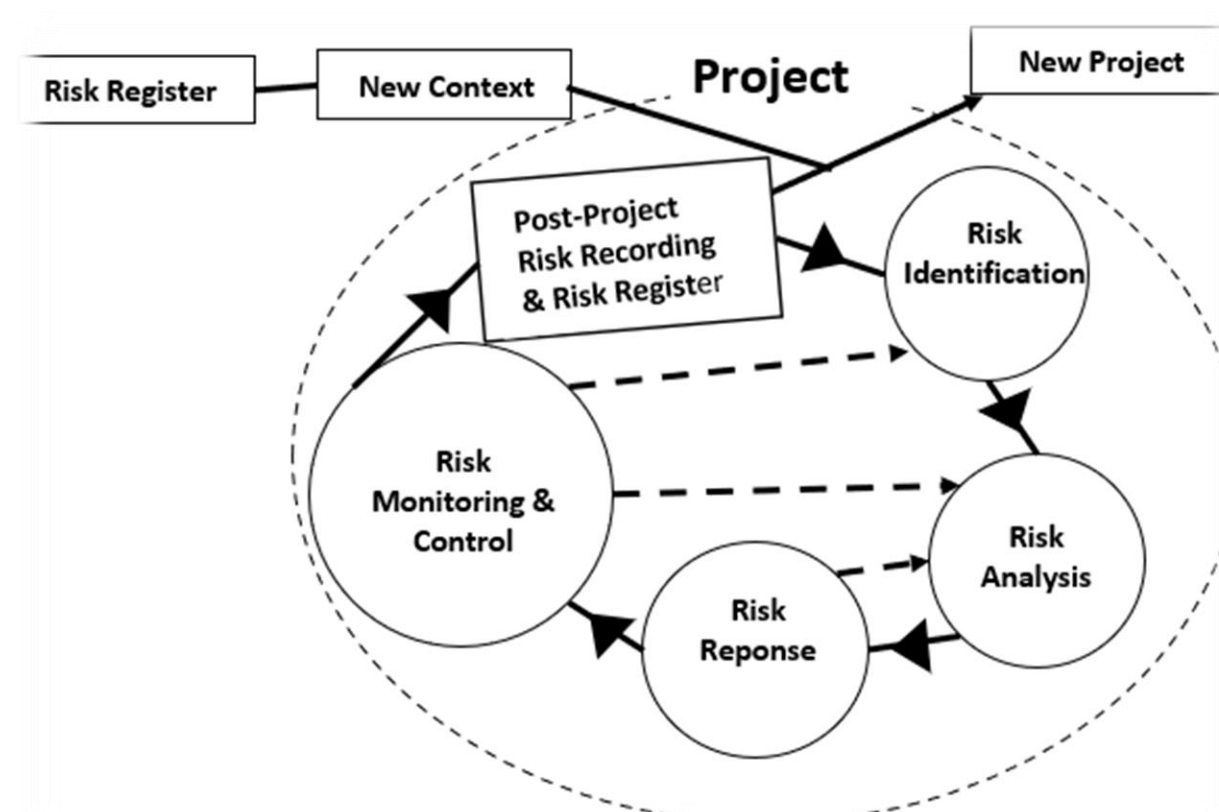 Project
New Project
Risk Register
New Context
Post-Project
Risk Recording
& Risk Register
Risk
Identification
Risk
Monitoring &
Control
Risk
Analysis
Risk
Reponse